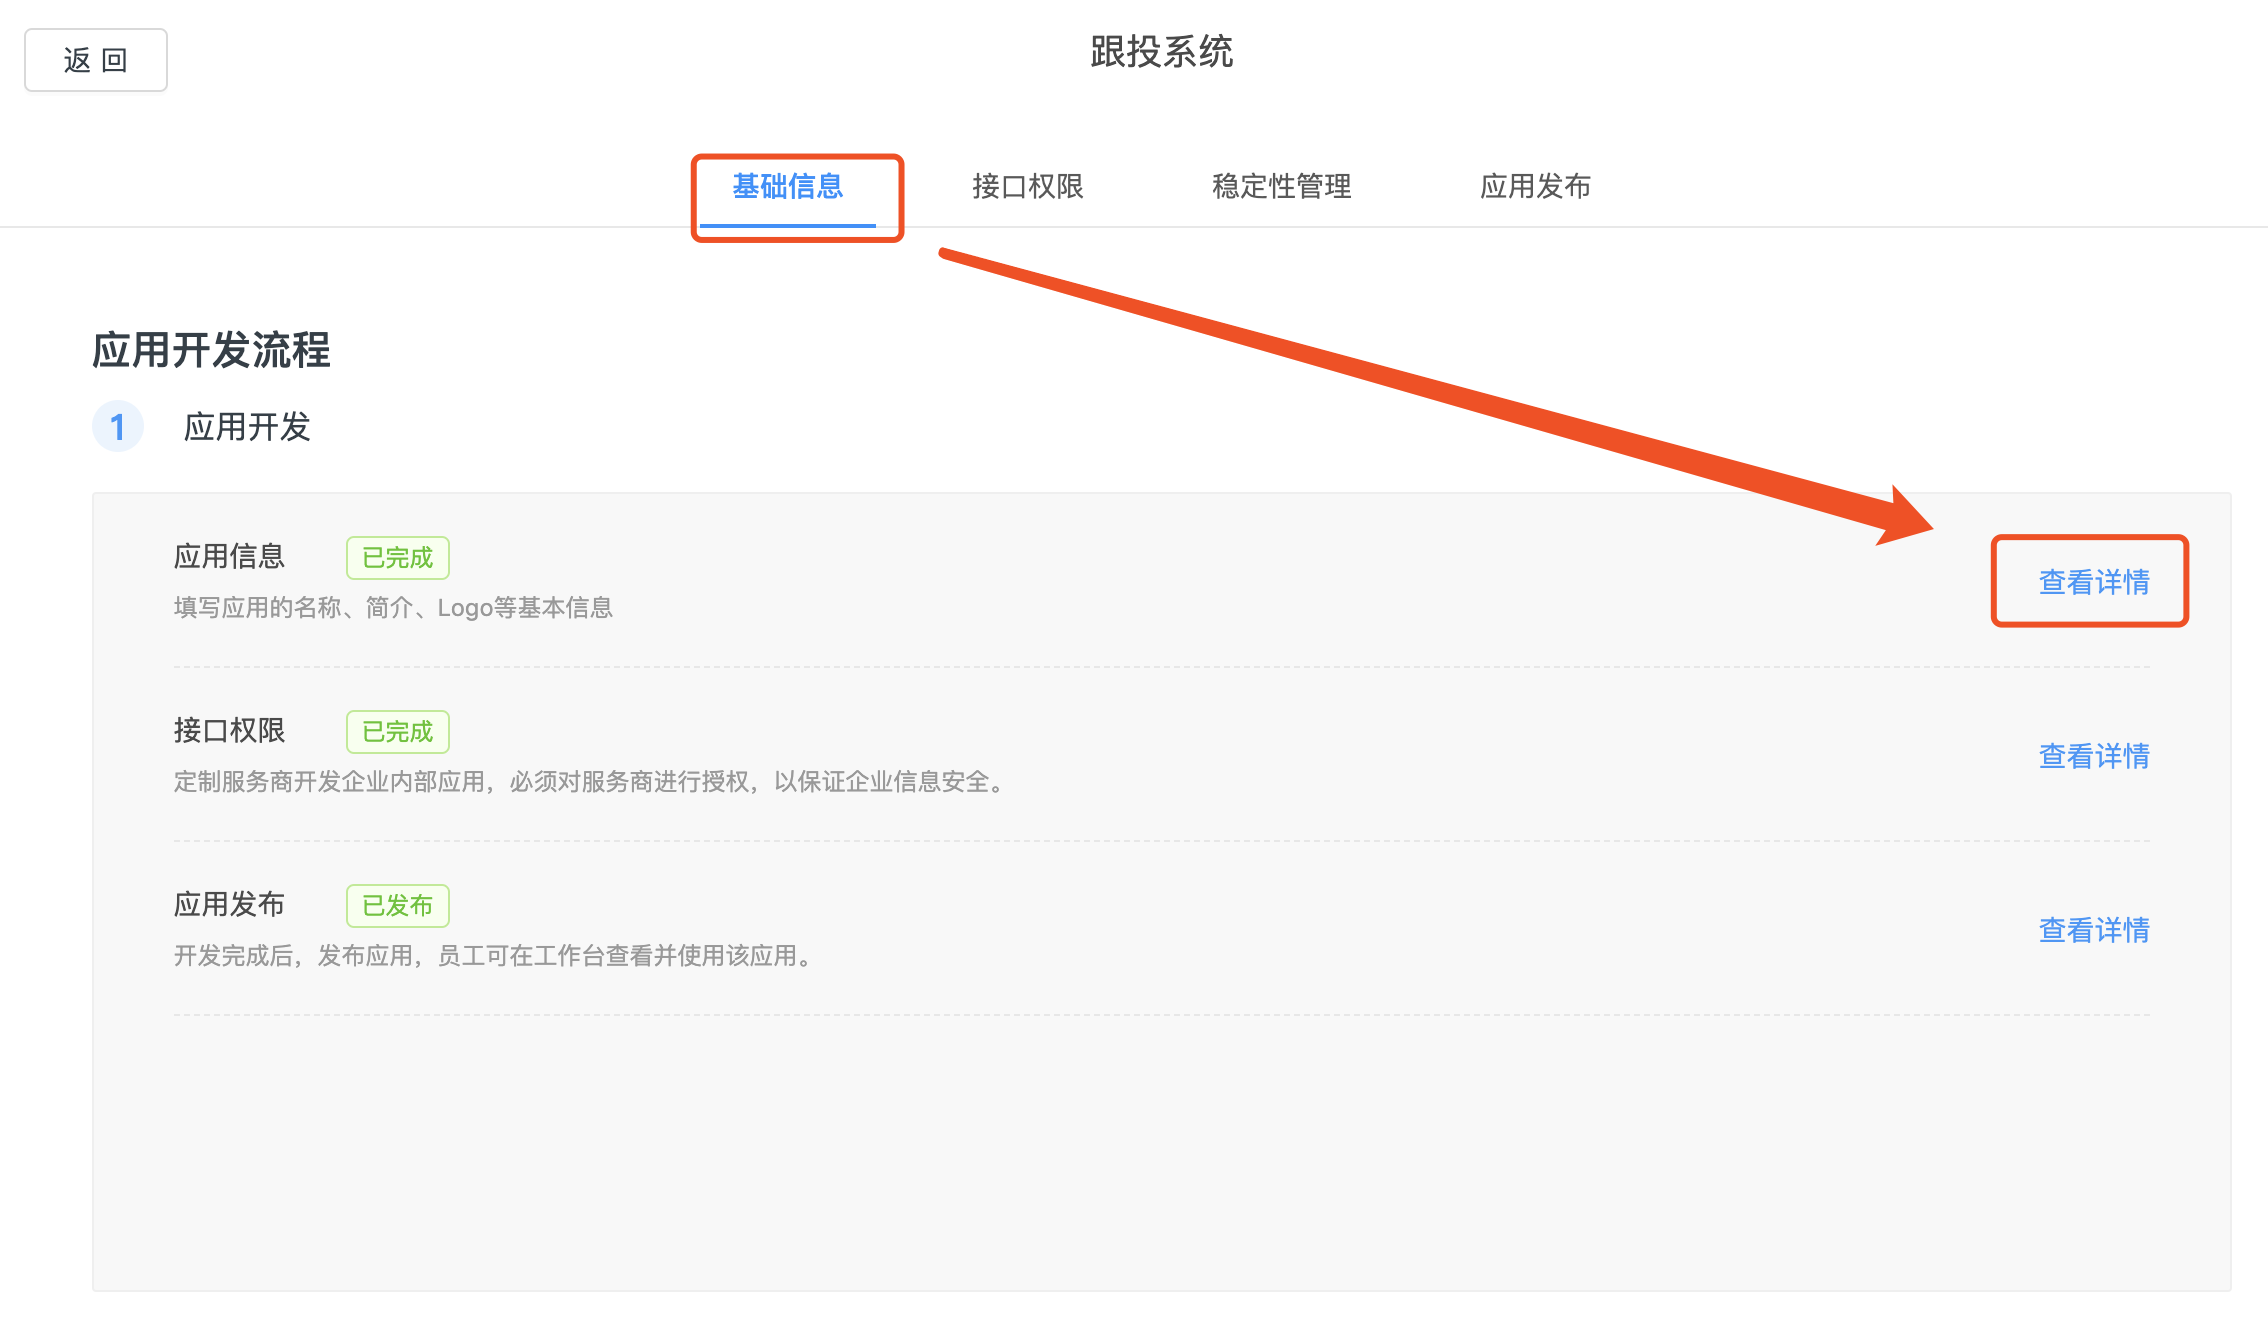 返 回
跟投系统
基础信息
接口权限
稳定性管理
应用发布
应用开发流程
1
应用开发
应用信息
已完成
填写应用的名称、简介、Logo等基本信息
查看详情
接口权限
已完成
定制服务商开发企业内部应用，必须对服务商进行授权，以保证企业信息安全。
查看详情
应用发布
已发布
开发完成后，发布应用，员工可在工作台查看并使用该应用。
查看详情